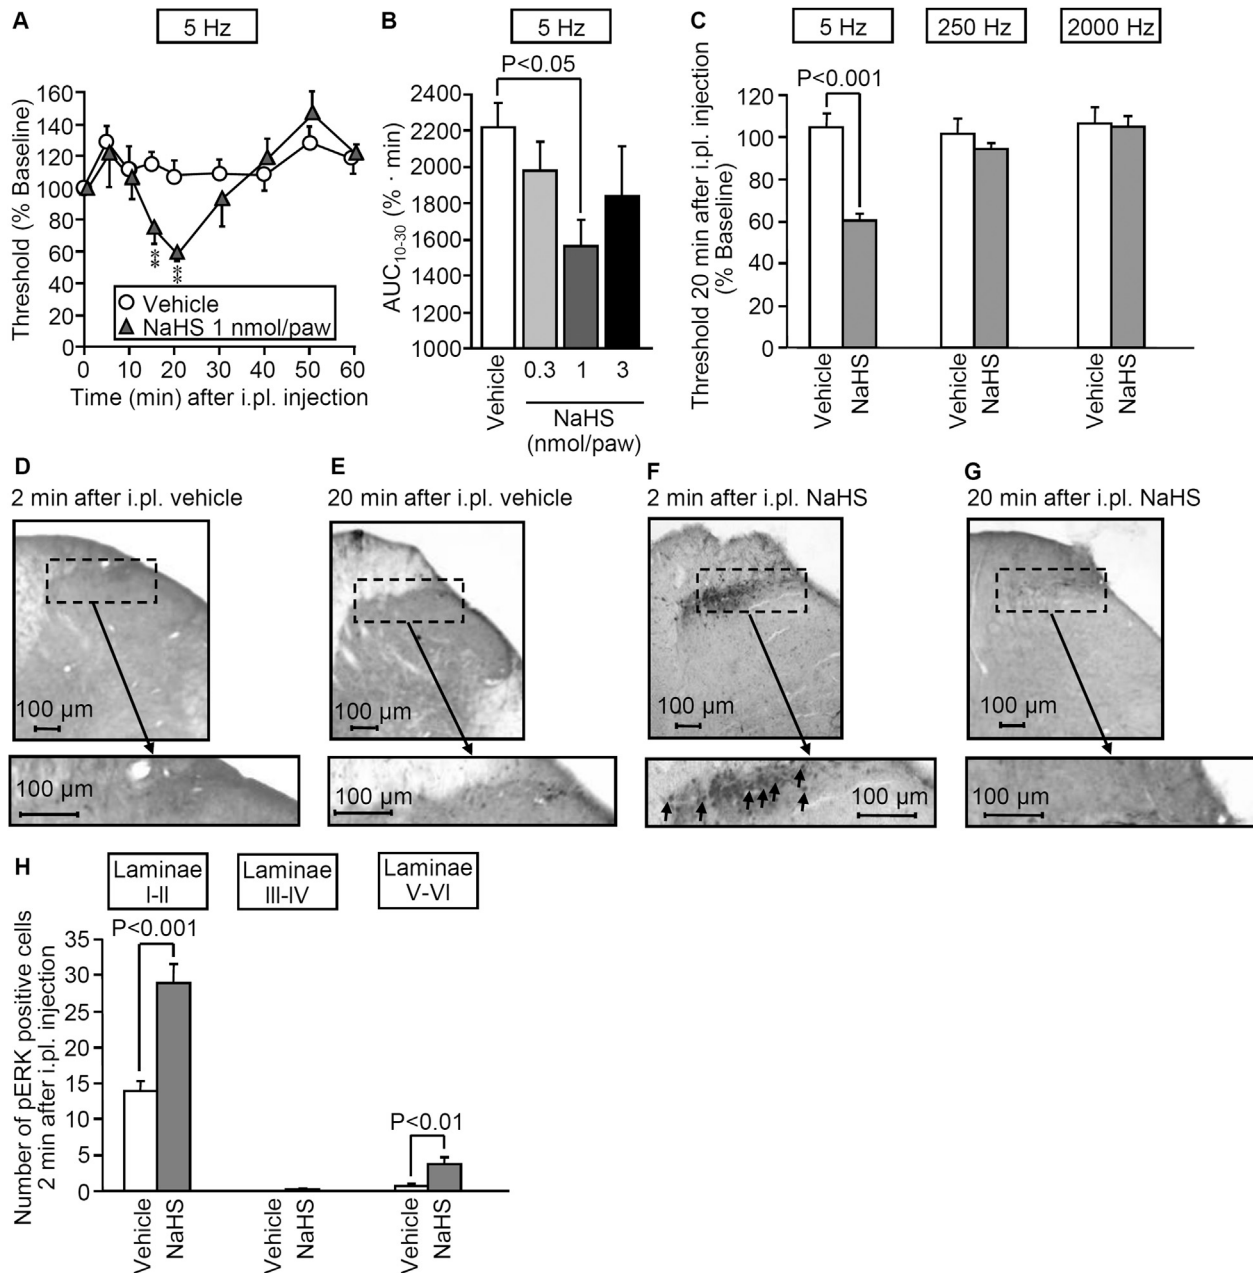 A
5 Hz
Threshold (% Baseline)
160
140
120
100
80
60
40
20
0
**
**
Vehicle
NaHS 1 nmol/paw
0 10 20 30 40 50 60
Time (min) after i.pl. injection
B
5 Hz
P<0.05
AUC10-30 (% · min)
2400
2200
2000
1800
1600
1400
1200
1000
Vehicle
0.3 1 3
NaHS
(nmol/paw)
C
5 Hz 250 Hz 2000 Hz
P<0.001
Threshold 20 min after i.pl. injection
(% Baseline)
120
100
80
60
40
20
0
Vehicle
NaHS
Vehicle
NaHS
Vehicle
NaHS
D
2 min after i.pl. vehicle
100 µm
100 µm
E
20 min after i.pl. vehicle
100 µm
100 µm
F
2 min after i.pl. NaHS
100 µm
100 µm
G
20 min after i.pl. NaHS
100 µm
100 µm
H
Laminae
I-II
Laminae
III-IV
Laminae
V-VI
P<0.001
P<0.01
Number of pERK positive cells
2 min after i.pl. injection
35
30
25
20
15
10
5
0
Vehicle
NaHS
Vehicle
NaHS
Vehicle
NaHS